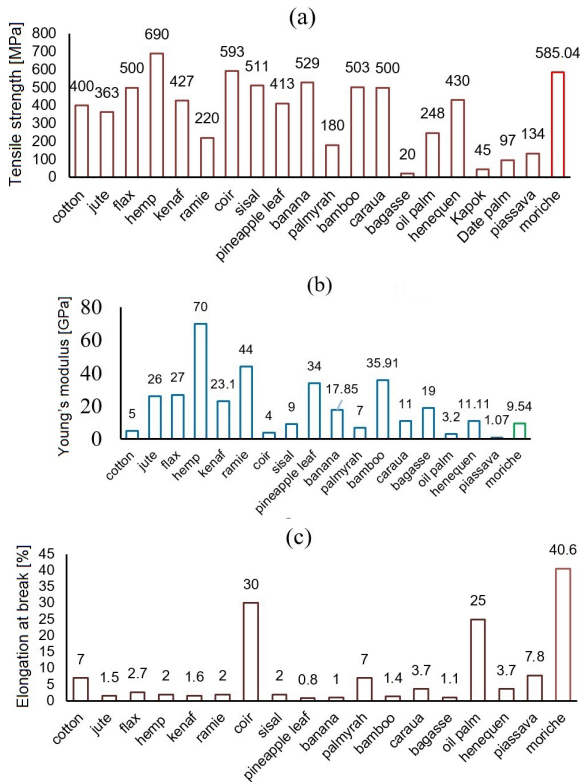 (a)
Tensile strength [MPa]
800
700
600
500
400
300
200
100
0
400
363
500
690
427
220
593
511
413
529
180
503
500
20
248
430
45
97
134
585.04
cotton
jute
flax
hemp
kenaf
ramie
coir
sisal
pineapple leaf
banana
palmyrah
bamboo
caraua
bagasse
oil palm
henequen
Kapok
Date palm
piassava
moriche
(b)
Young's modulus [GPa]
80
60
40
20
0
5
26
27
70
23.1
44
4
9
34
17.85
7
35.91
11
19
3.2
11.11
1.07
9.54
cotton
jute
flax
hemp
kenaf
ramie
coir
sisal
pineapple leaf
banana
palmyrah
bamboo
caraua
bagasse
oil palm
henequen
piassava
moriche
(c)
Elongation at break [%]
45
40
35
30
25
20
15
10
5
0
7
1.5
2.7
2
1.6
2
30
2
0.8
1
7
1.4
3.7
1.1
25
3.7
7.8
40.6
cotton
jute
flax
hemp
kenaf
ramie
coir
sisal
pineapple leaf
banana
palmyrah
bamboo
caraua
bagasse
oil palm
henequen
piassava
moriche